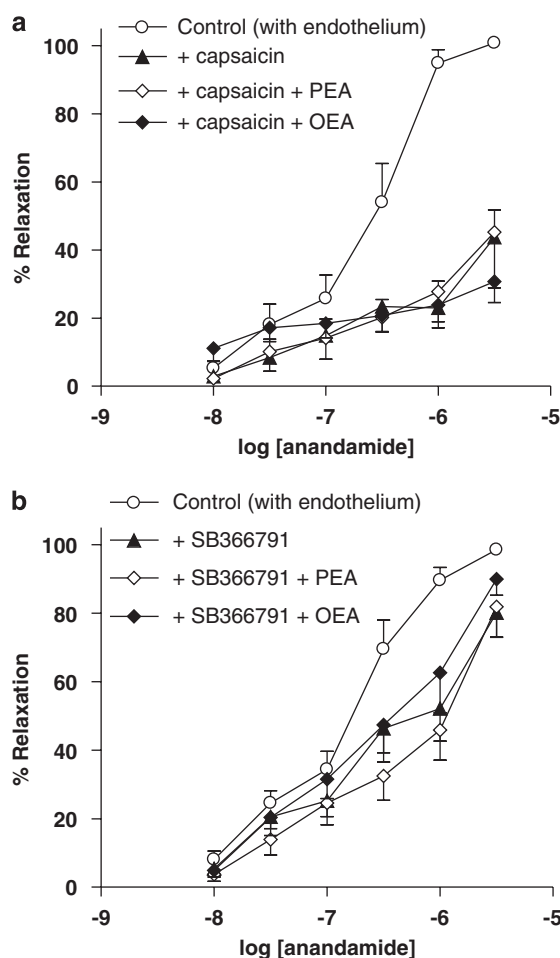 a
Control (with endothelium)
+ capsaicin
+ capsaicin + PEA
+ capsaicin + OEA
100
80
60
40
20
0
% Relaxation
-9 -8 -7 -6 -5
log [anandamide]
b
Control (with endothelium)
+ SB366791
+ SB366791 + PEA
+ SB366791 + OEA
100
80
60
40
20
0
% Relaxation
-9 -8 -7 -6 -5
log [anandamide]